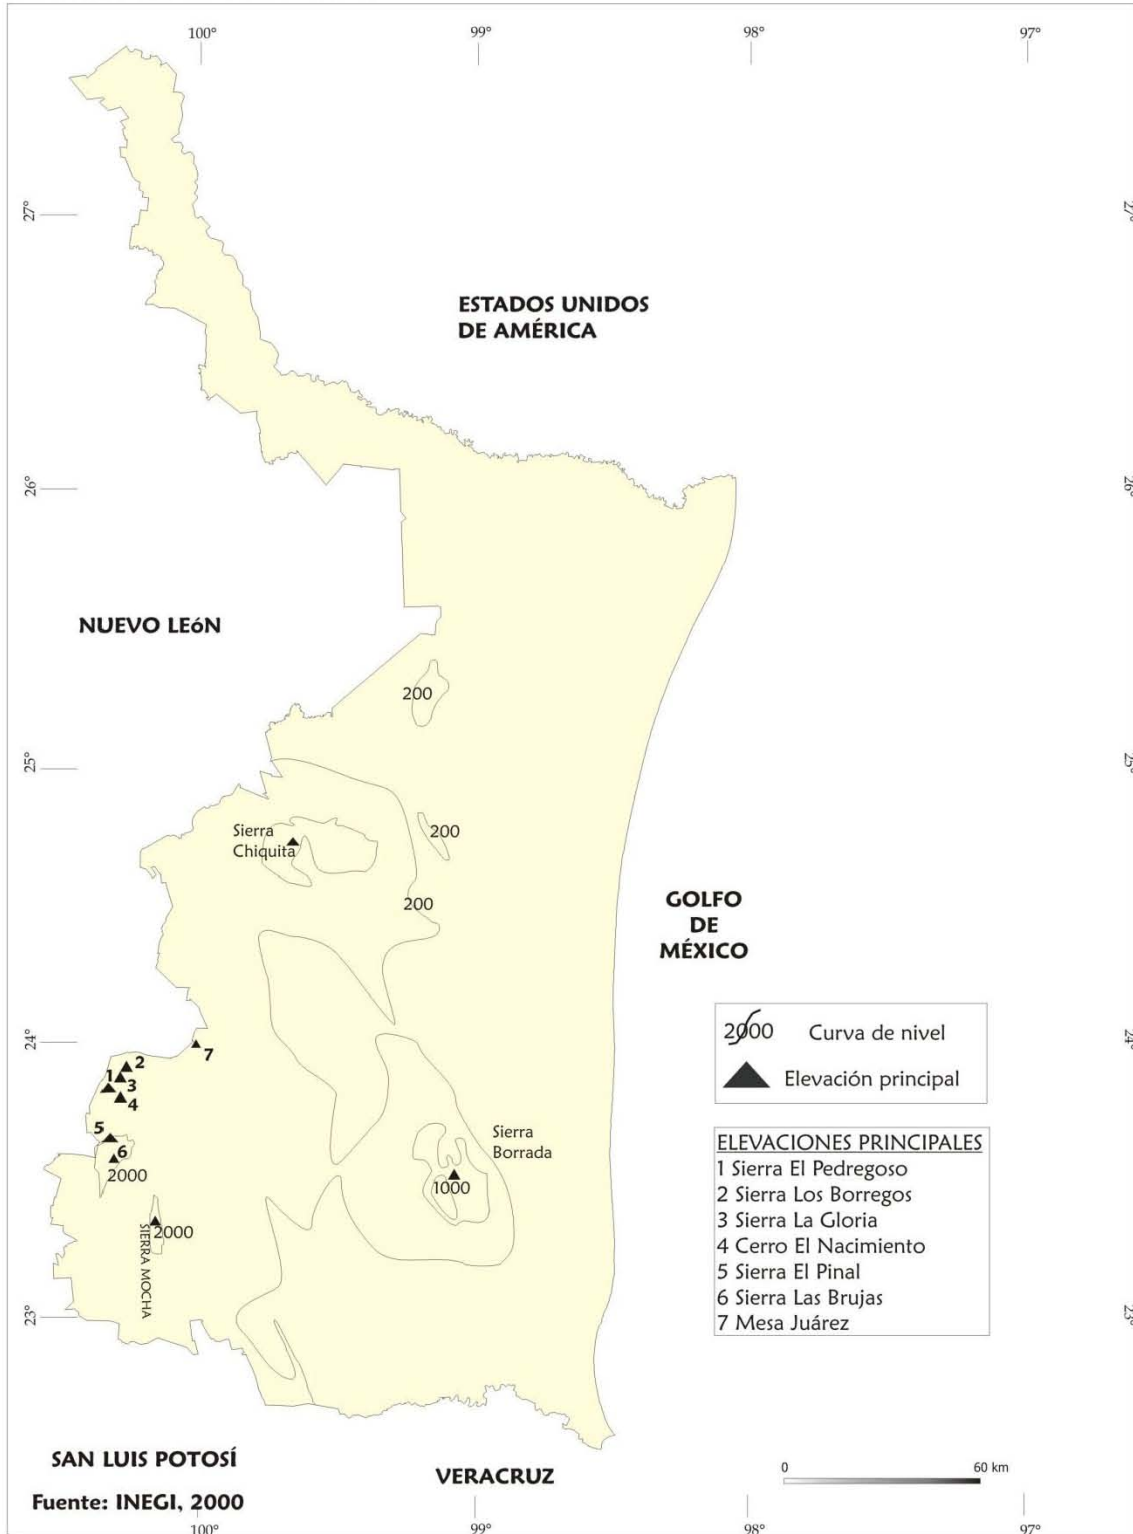 100°
99°
98°
97°
27°
27°
ESTADOS UNIDOS
DE AMÉRICA
26°
26°
NUEVO LEóN
200
25°
25°
Sierra
Chiquita
200
200
GOLFO
DE
MÉXICO
2000 Curva de nivel
24°
24°
7
2
1
3
4
Elevación principal
5
6
2000
Sierra
Borrada
1000
ELEVACIONES PRINCIPALES
1 Sierra El Pedregoso
2 Sierra Los Borregos
3 Sierra La Gloria
4 Cerro El Nacimiento
5 Sierra El Pinal
6 Sierra Las Brujas
7 Mesa Juárez
2000
SIERRA MOCHA
23°
23°
SAN LUIS POTOSÍ
VERACRUZ
0 60 km
Fuente: INEGI, 2000
100°
99°
98°
97°